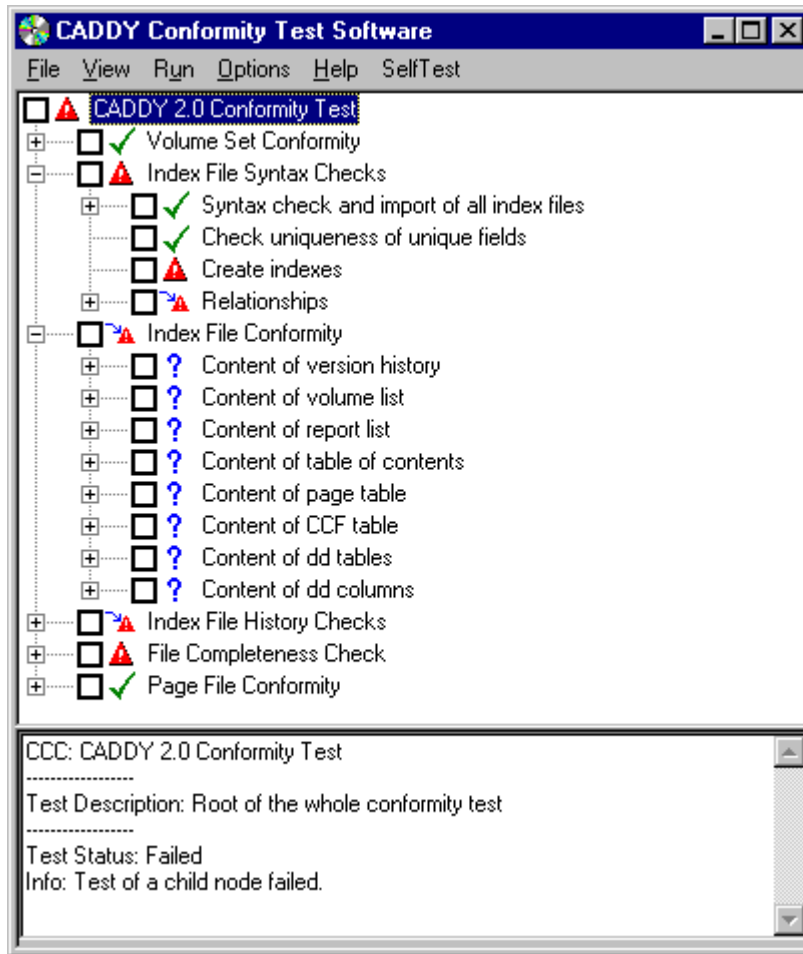 CADDY Conformity Test Software
File View Run Options Help SelfTest
CADDY 2.0 Conformity Test
Volume Set Conformity
Index File Syntax Checks
Syntax check and import of all index files
Check uniqueness of unique fields
Create indexes
Relationships
Index File Conformity
? Content of version history
? Content of volume list
? Content of report list
? Content of table of contents
? Content of page table
? Content of CCF table
? Content of dd tables
? Content of dd columns
Index File History Checks
File Completeness Check
Page File Conformity
CCC: CADDY 2.0 Conformity Test
------------------
Test Description: Root of the whole conformity test
------------------
Test Status: Failed
Info: Test of a child node failed.